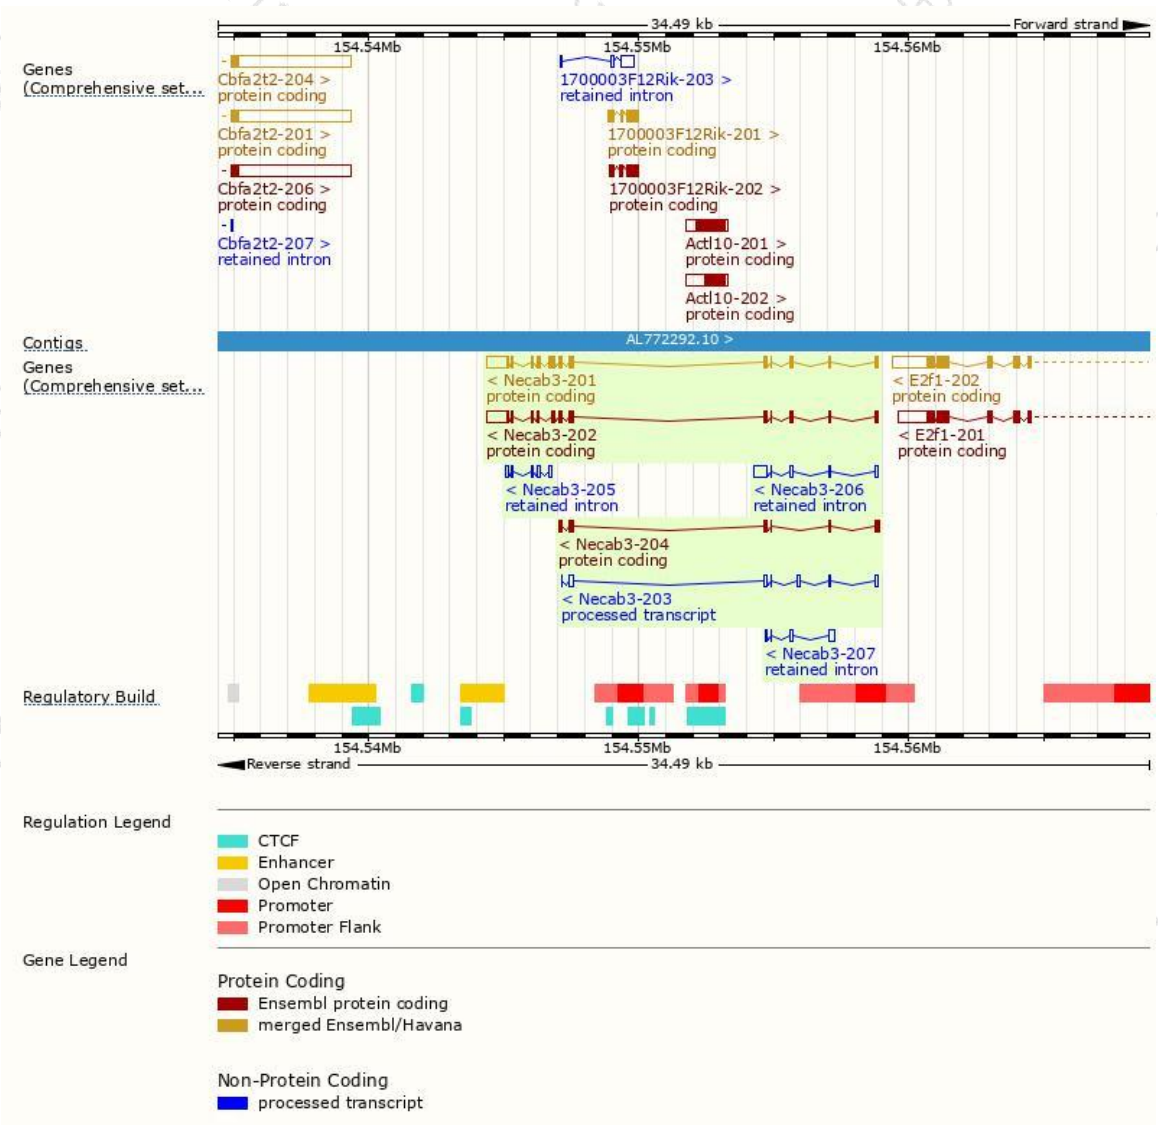 34.49 kb
Forward strand
154.54Mb 154.55Mb 154.56Mb
Genes
(Comprehensive set...
Cbfa2t2-204 >
protein coding
1700003F12Rik-203 >
retained intron
Cbfa2t2-201 >
protein coding
1700003F12Rik-201 >
protein coding
Cbfa2t2-206 >
protein coding
1700003F12Rik-202 >
protein coding
Cbfa2t2-207 >
retained intron
Actl10-201 >
protein coding
Actl10-202 >
protein coding
Contigs
AL772292.10 >
Genes
(Comprehensive set...
< Necab3-201
protein coding
< E2f1-202
protein coding
< Necab3-202
protein coding
< E2f1-201
protein coding
< Necab3-205
retained intron
< Necab3-206
retained intron
< Necab3-204
protein coding
< Necab3-203
processed transcript
< Necab3-207
retained intron
Regulatory Build
154.54Mb 154.55Mb 154.56Mb
Reverse strand
34.49 kb
Regulation Legend
CTCF
Enhancer
Open Chromatin
Promoter
Promoter Flank
Gene Legend
Protein Coding
Ensembl protein coding
merged Ensembl/Havana
Non-Protein Coding
processed transcript